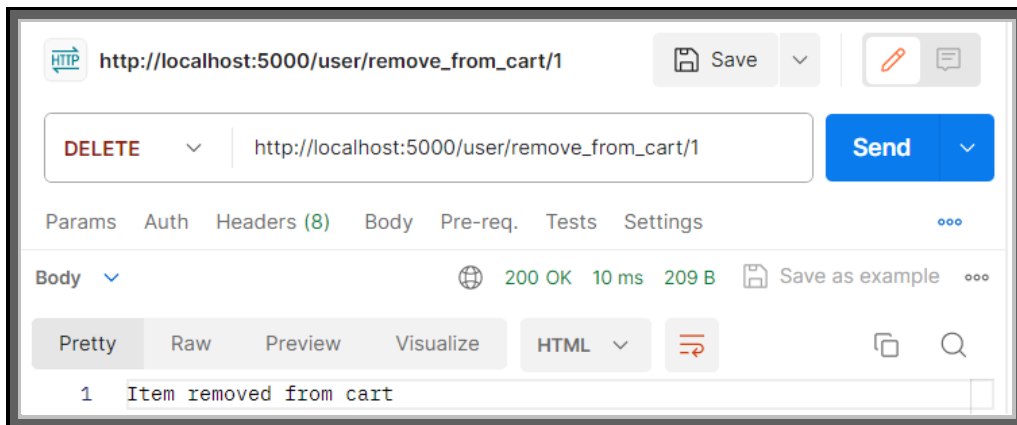 HTTP http://localhost:5000/user/remove_from_cart/1 Save
DELETE http://localhost:5000/user/remove_from_cart/1 Send
Params Auth Headers (8) Body Pre-req. Tests Settings
Body 200 OK 10 ms 209 B Save as example
Pretty Raw Preview Visualize HTML
1 Item removed from cart